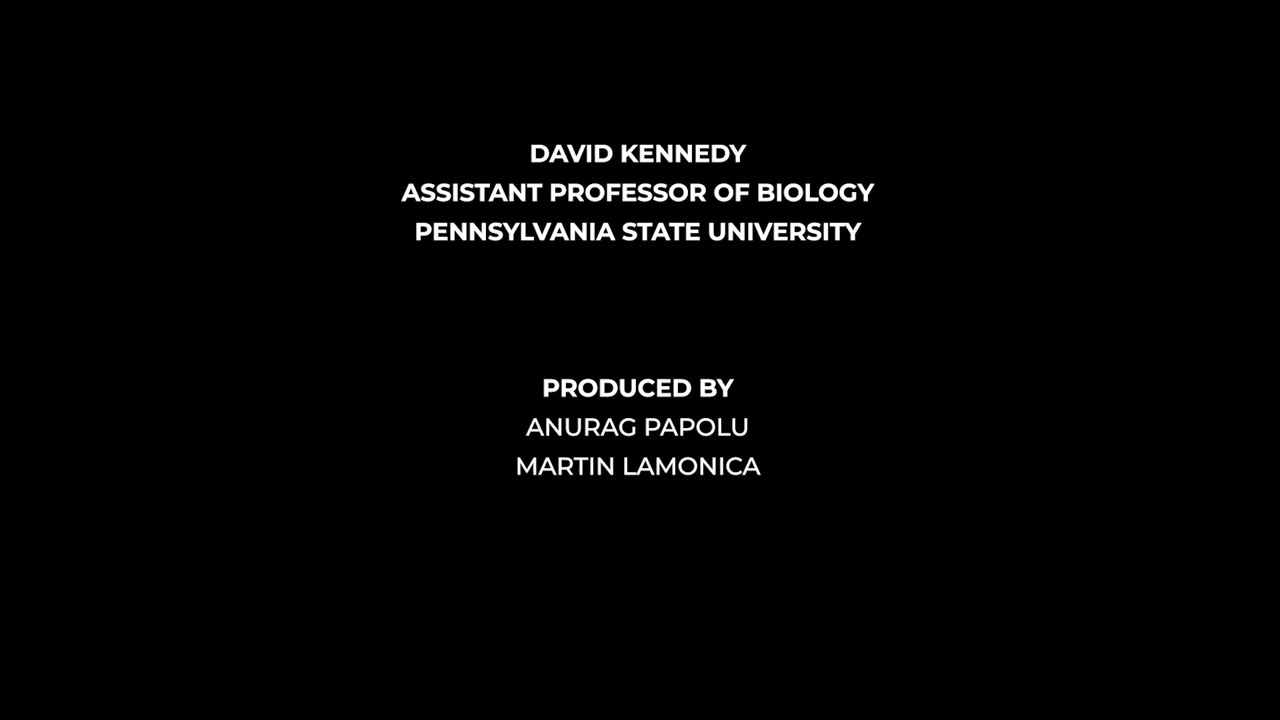 DAVID KENNEDY
ASSISTANT PROFESSOR OF BIOLOGY
PENNSYLVANIA STATE UNIVERSITY
PRODUCED BY
ANURAG PAPOLU
MARTIN LAMONICA